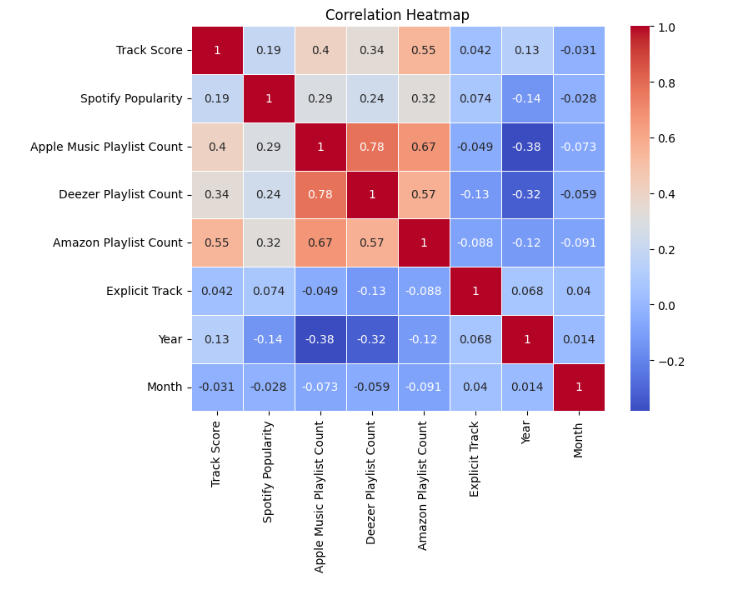 Correlation Heatmap
Track Score 1 0.19 0.4 0.34 0.55 0.042 0.13 -0.031
Spotify Popularity 0.19 1 0.29 0.24 0.32 0.074 -0.14 -0.028
Apple Music Playlist Count 0.4 0.29 1 0.78 0.67 -0.049 -0.38 -0.073
Deezer Playlist Count 0.34 0.24 0.78 1 0.57 -0.13 -0.32 -0.059
Amazon Playlist Count 0.55 0.32 0.67 0.57 1 -0.088 -0.12 -0.091
Explicit Track 0.042 0.074 -0.049 -0.13 -0.088 1 0.068 0.04
Year 0.13 -0.14 -0.38 -0.32 -0.12 0.068 1 0.014
Month -0.031 -0.028 -0.073 -0.059 -0.091 0.04 0.014 1
Track Score
Spotify Popularity
Apple Music Playlist Count
Deezer Playlist Count
Amazon Playlist Count
Explicit Track
Year
Month
1.0
0.8
0.6
0.4
0.2
0.0
−0.2